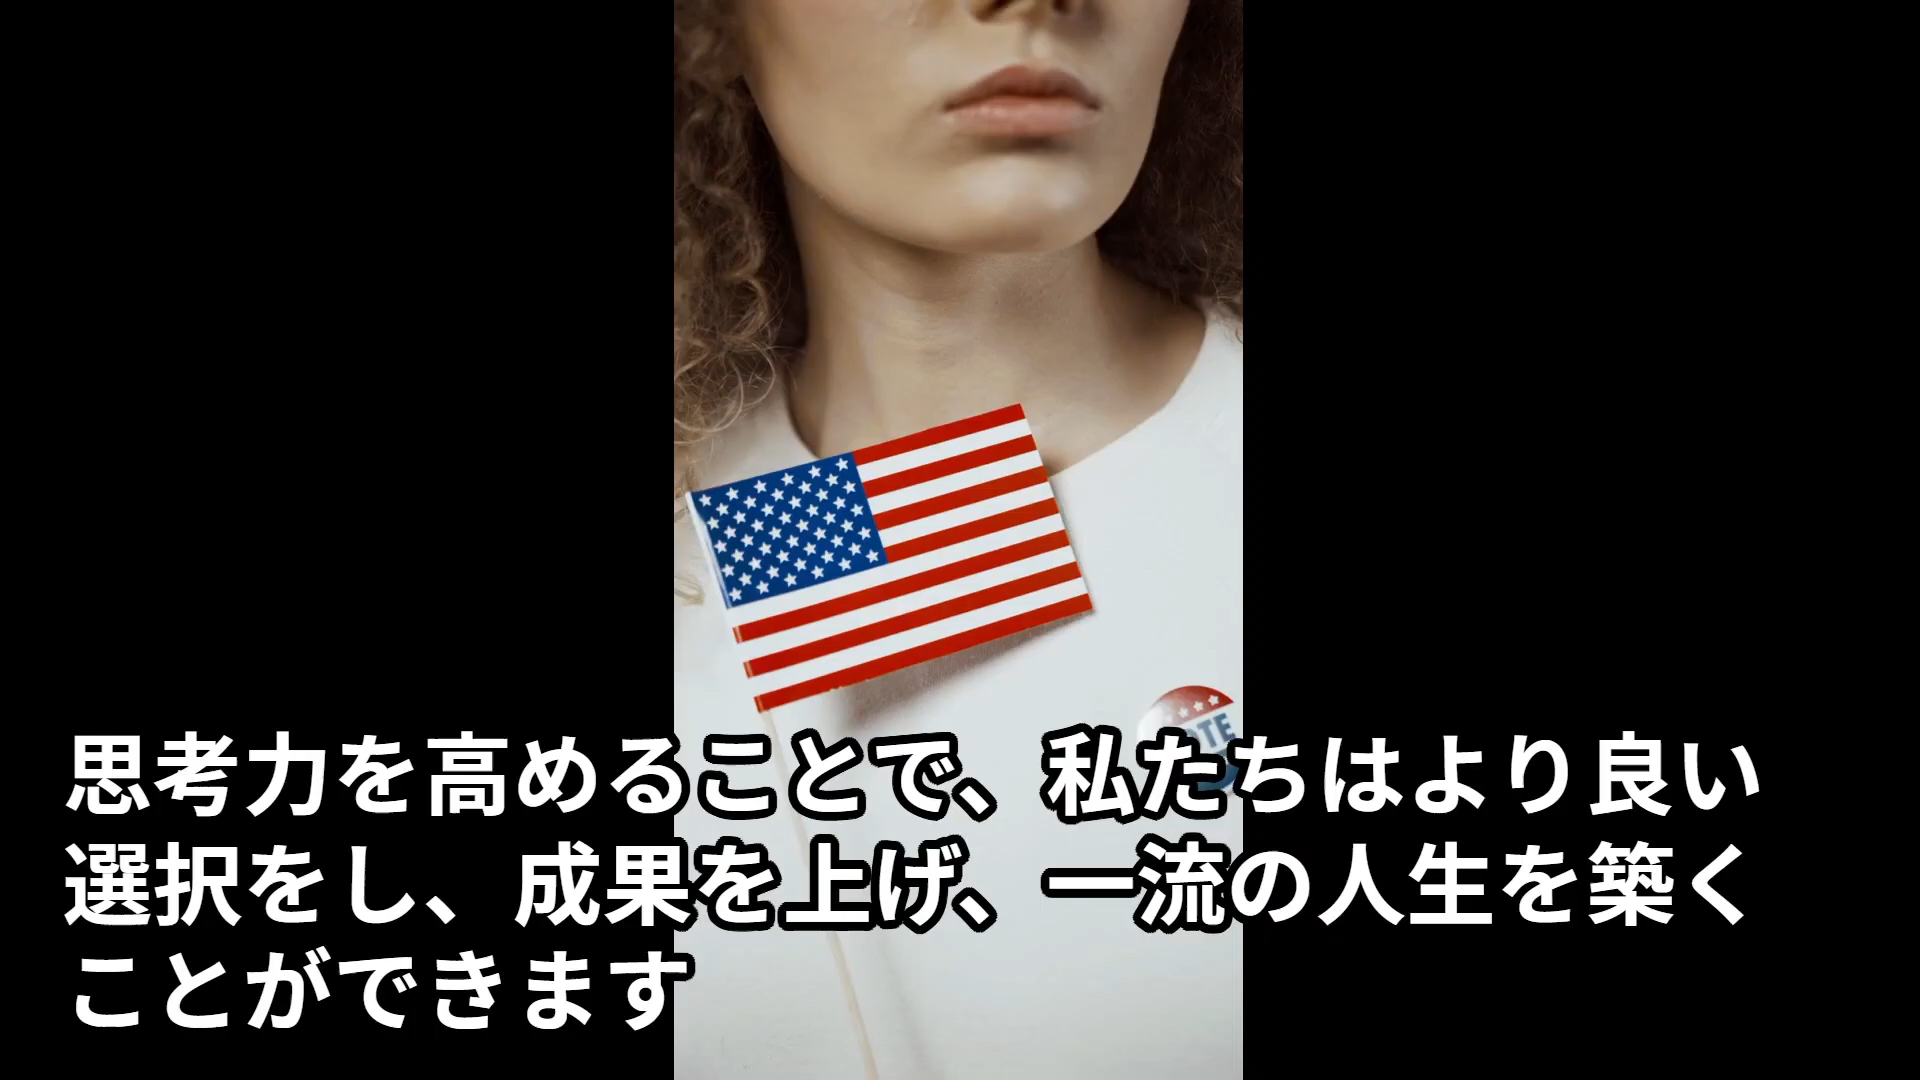 思考力を高めることで、私たちはより良い
選択をし、成果を上げ、一流の人生を築く
ことができます